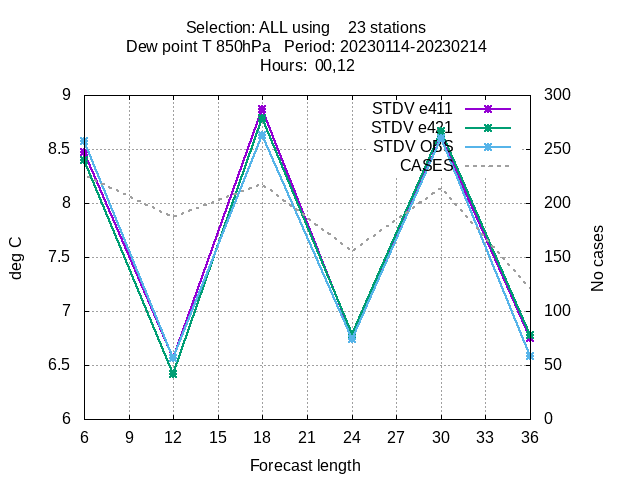 Selection: ALL using    23 stations
Dew point T 850hPa   Period: 20230114-20230214
Hours:  00,12
9
8.5
8
7.5
7
6.5
6
300
250
200
150
100
50
0
STDV e411
STDV e421
STDV OBS
CASES
deg C
No cases
6 9 12 15 18 21 24 27 30 33 36
Forecast length